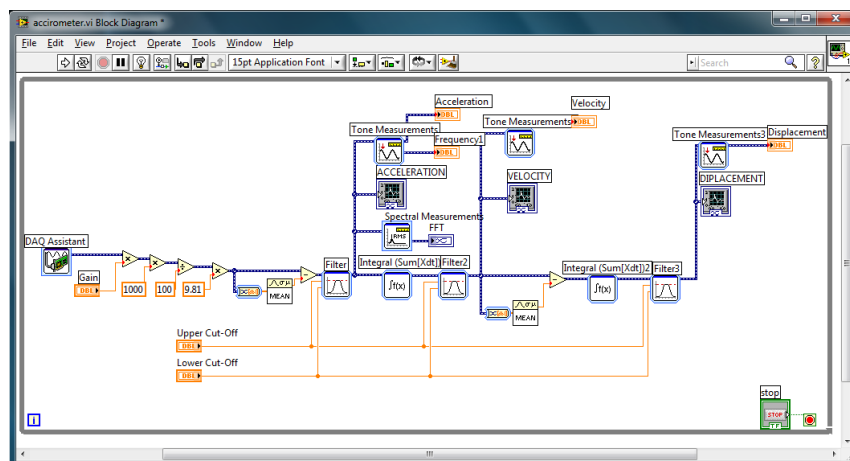 accirometer.vi Block Diagram *
File Edit View Project Operate Tools Window Help
15pt Application Font
Search
Acceleration
DBL
Velocity
DBL
Tone Measurements
Frequency1
DBL
Tone Measurements
Tone Measurements3
Displacement
DBL
ACCELERATION
VELOCITY
DIPLACEMENT
Spectral Measurements
FFT
DAQ Assistant
Gain
DBL
1000
100
9.81
MEAN
Filter
Integral (Sum[Xdt])
Filter2
∫f(x)
MEAN
Integral (Sum[Xdt])2
Filter3
∫f(x)
Upper Cut-Off
DBL
Lower Cut-Off
DBL
stop
STOP
TF
i